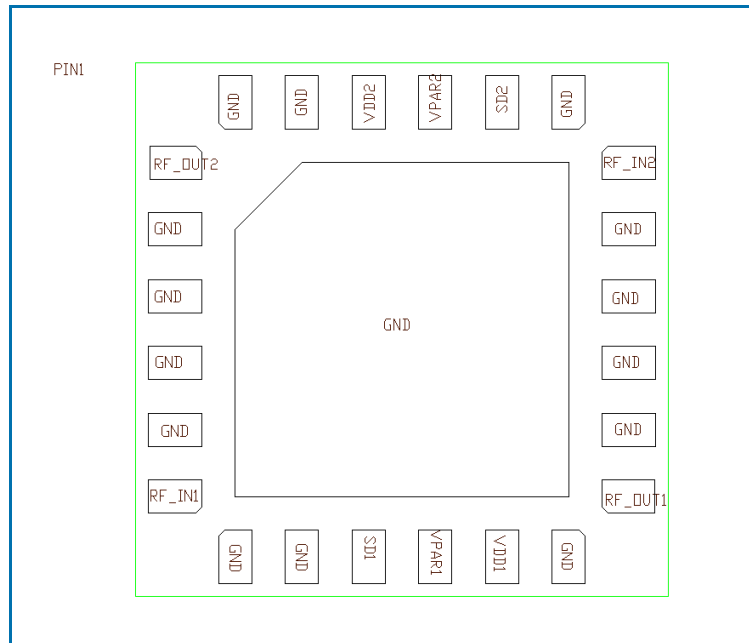 PIN1
GND
GND
VDD2
VPAR2
SD2
GND
RF_OUT2
RF_IN2
GND
GND
GND
GND
GND
GND
GND
GND
GND
RF_IN1
RF_OUT1
GND
GND
SD1
VPAR1
VDD1
GND